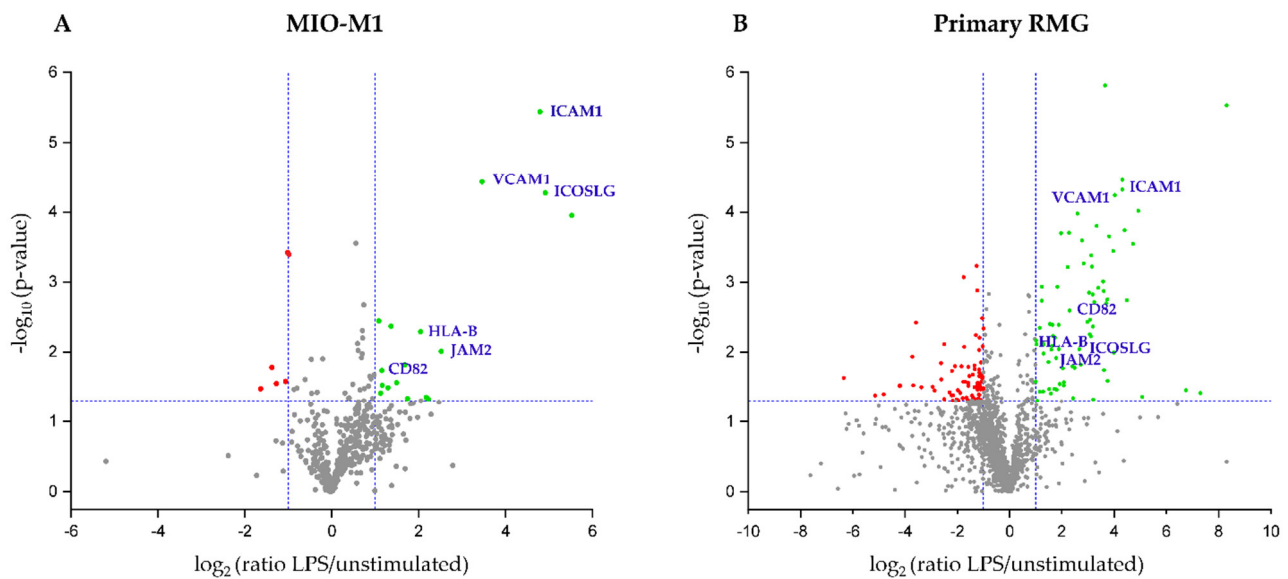 A
MIO-M1
6
5
4
3
2
1
0
-log10 (p-value)
ICAM1
VCAM1
ICOSLG
HLA-B
JAM2
CD82
-6
-4
-2
0
2
4
6
log2 (ratio LPS/unstimulated)
B
Primary RMG
6
5
4
3
2
1
0
-log10 (p-value)
ICAM1
VCAM1
CD82
HLA-B
ICOSLG
JAM2
-10
-8
-6
-4
-2
0
2
4
6
8
10
log2 (ratio LPS/unstimulated)